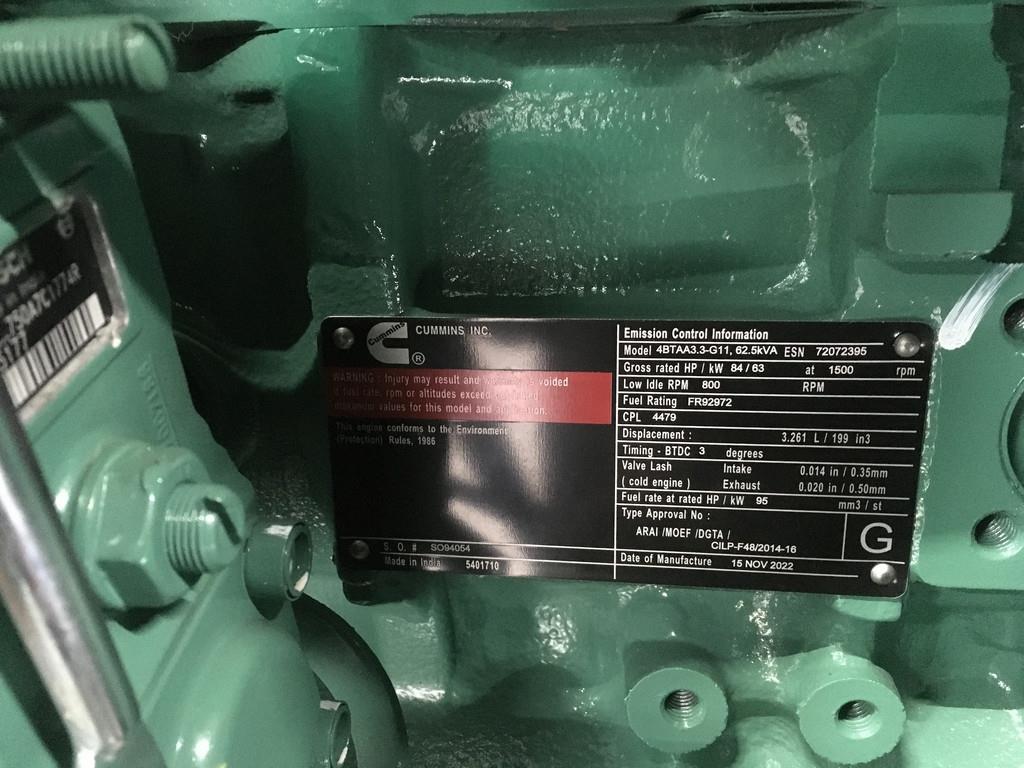 Cummins
®
CUMMINS INC.
WARNING : Injury may result and voided
if fuel rate, rpm or altitudes exceed
values for this model and application.
This engine conforms to the Environment
(Protection) Rules, 1986
S. O. # SO94054
Made in India 5401710
Emission Control Information
Model 4BTAA3.3-G11, 62.5kVA ESN 72072395
Gross rated HP / kW 84 / 63 at 1500 rpm
Low Idle RPM 800 RPM
Fuel Rating FR92972
CPL 4479
Displacement : 3.261 L / 199 in3
Timing - BTDC 3 degrees
Valve Lash Intake 0.014 in / 0.35mm
( cold engine ) Exhaust 0.020 in / 0.50mm
Fuel rate at rated HP / kW 95 mm3 / st
Type Approval No :
ARAI /MOEF /DGTA /
CILP-F48/2014-16
G
Date of Manufacture 15 NOV 2022